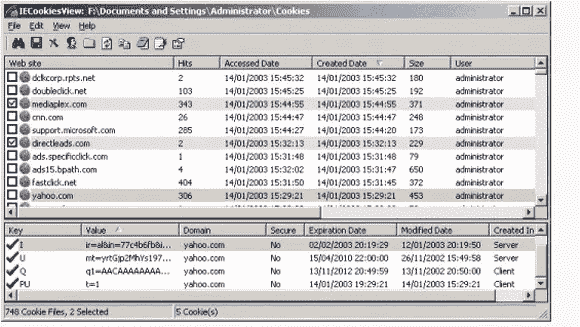 IECookiesView: F:\Documents and Settings\Administrator\Cookies
File Edit View Help
Web site Hits Accessed Date Created Date Size User
dckcorp.rpts.net 2 14/01/2003 15:45:32 14/01/2003 15:45:32 180 administrator
doubleclick.net 103 14/01/2003 15:45:25 14/01/2003 15:45:25 192 administrator
mediaplex.com 343 14/01/2003 15:44:55 14/01/2003 15:44:55 371 administrator
cnn.com 26 14/01/2003 15:44:47 14/01/2003 15:44:47 248 administrator
support.microsoft.com 285 14/01/2003 15:44:27 14/01/2003 15:44:20 173 administrator
directleads.com 2 14/01/2003 15:32:13 14/01/2003 15:32:13 229 administrator
ads.specificclick.com 1 14/01/2003 15:31:48 14/01/2003 15:31:48 79 administrator
ads15.bpath.com 4 14/01/2003 15:32:02 14/01/2003 15:31:47 650 administrator
fastclick.net 404 14/01/2003 15:31:50 14/01/2003 15:31:45 372 administrator
yahoo.com 306 14/01/2003 15:29:21 14/01/2003 15:29:21 453 administrator
Key Value Domain Secure Expiration Date Modified Date Created In
I ir=al&in=77c4b6fb&i... yahoo.com No 02/02/2003 20:19:29 12/01/2003 20:19:50 Server
U mt=yrtGJp2MhYs197... yahoo.com No 15/04/2010 22:00:00 26/11/2002 15:49:58 Server
Q q1=AACAAAAAAA... yahoo.com No 13/11/2012 20:49:59 13/11/2002 20:50:00 Client
PU t=1 yahoo.com No 14/01/2003 19:29:21 14/01/2003 15:29:21 Client
748 Cookie Files, 2 Selected 5 Cookie(s)